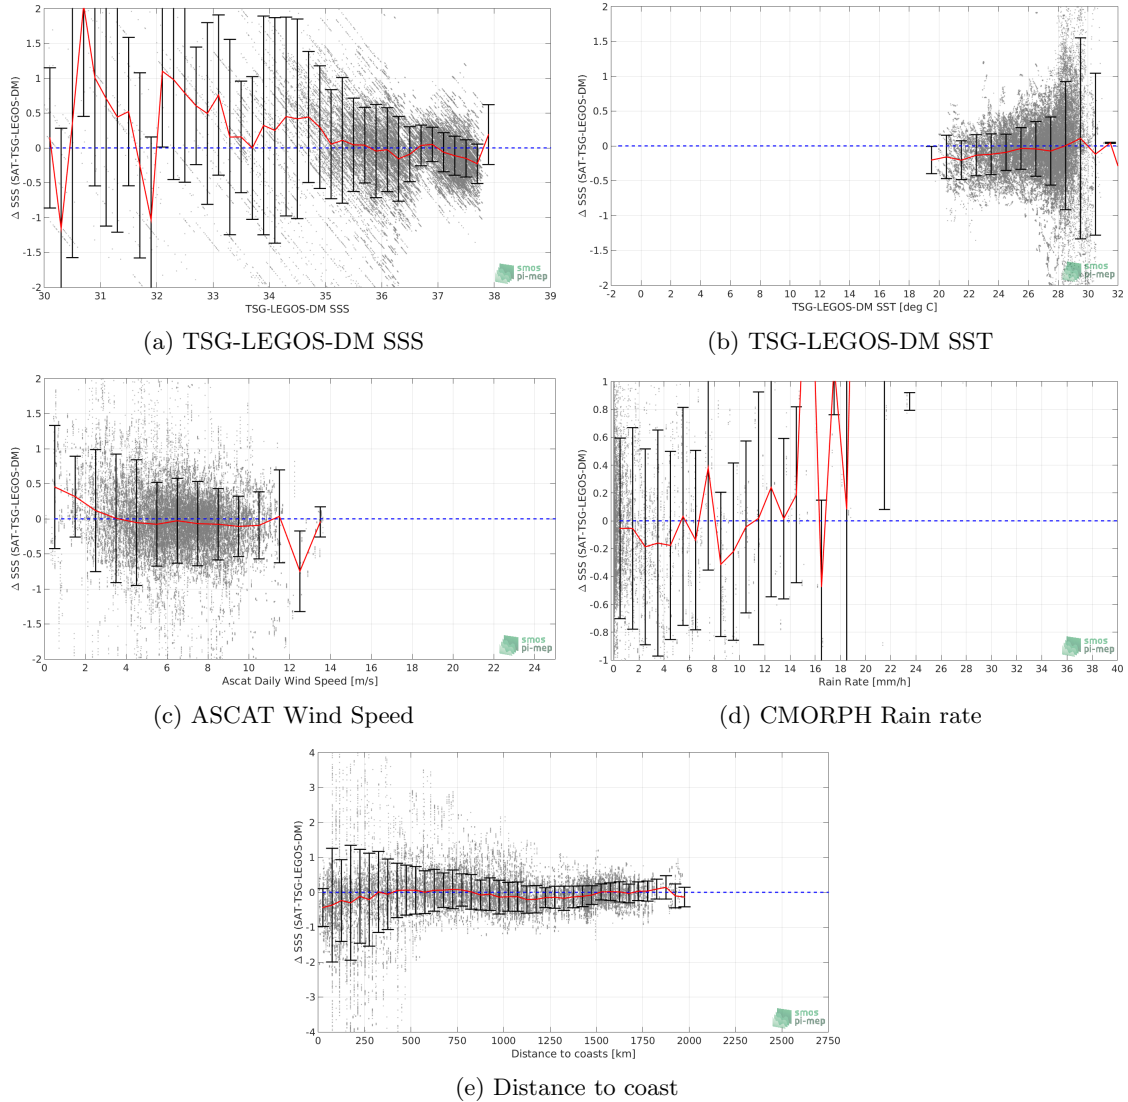 2
1.5
1
0.5
0
-0.5
-1
-1.5
-2
Δ SSS (SAT-TSG-LEGOS-DM)
30 31 32 33 34 35 36 37 38 39
TSG-LEGOS-DM SSS
smos
pi-mep
(a) TSG-LEGOS-DM SSS
2
1.5
1
0.5
0
-0.5
-1
-1.5
-2
Δ SSS (SAT-TSG-LEGOS-DM)
-2 0 2 4 6 8 10 12 14 16 18 20 22 24 26 28 30 32
TSG-LEGOS-DM SST [deg C]
smos
pi-mep
(b) TSG-LEGOS-DM SST
2
1.5
1
0.5
0
-0.5
-1
-1.5
-2
Δ SSS (SAT-TSG-LEGOS-DM)
0 2 4 6 8 10 12 14 16 18 20 22 24
Ascat Daily Wind Speed [m/s]
smos
pi-mep
(c) ASCAT Wind Speed
1
0.8
0.6
0.4
0.2
0
-0.2
-0.4
-0.6
-0.8
-1
Δ SSS (SAT-TSG-LEGOS-DM)
0 2 4 6 8 10 12 14 16 18 20 22 24 26 28 30 32 34 36 38 40
Rain Rate [mm/h]
smos
pi-mep
(d) CMORPH Rain rate
4
3
2
1
0
-1
-2
-3
-4
Δ SSS (SAT-TSG-LEGOS-DM)
0 250 500 750 1000 1250 1500 1750 2000 2250 2500 2750
Distance to coasts [km]
smos
pi-mep
(e) Distance to coast